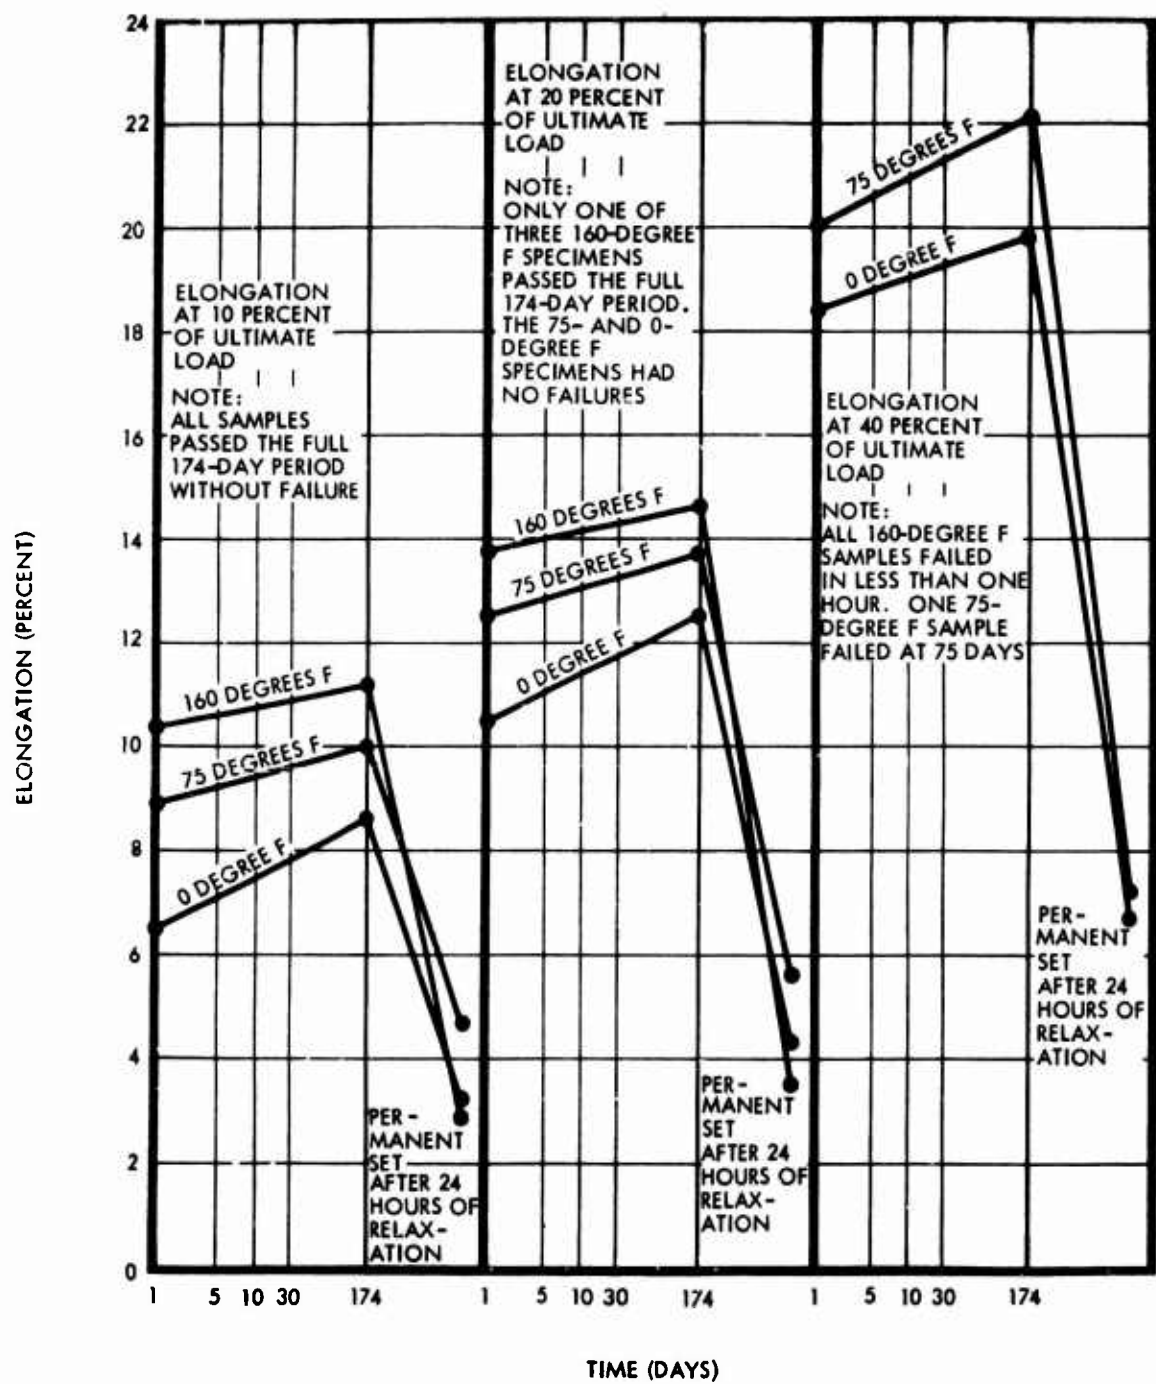 24
22
20
18
16
14
12
10
8
6
4
2
0
ELONGATION (PERCENT)
ELONGATION
AT 10 PERCENT
OF ULTIMATE
LOAD
NOTE:
ALL SAMPLES
PASSED THE FULL
174-DAY PERIOD
WITHOUT FAILURE
160 DEGREES F
75 DEGREES F
0 DEGREE F
PER-
MANENT
SET
AFTER 24
HOURS OF
RELAX-
ATION
ELONGATION
AT 20 PERCENT
OF ULTIMATE
LOAD
NOTE:
ONLY ONE OF
THREE 160-DEGREE
F SPECIMENS
PASSED THE FULL
174-DAY PERIOD.
THE 75- AND 0-
DEGREE F
SPECIMENS HAD
NO FAILURES
160 DEGREES F
75 DEGREES F
0 DEGREE F
PER-
MANENT
SET
AFTER 24
HOURS OF
RELAX-
ATION
75 DEGREES F
0 DEGREE F
ELONGATION
AT 40 PERCENT
OF ULTIMATE
LOAD
NOTE:
ALL 160-DEGREE F
SAMPLES FAILED
IN LESS THAN ONE
HOUR. ONE 75-
DEGREE F SAMPLE
FAILED AT 75 DAYS
PER-
MANENT
SET
AFTER 24
HOURS OF
RELAX-
ATION
1 5 10 30 174 1 5 10 30 174 1 5 10 30 174
TIME (DAYS)